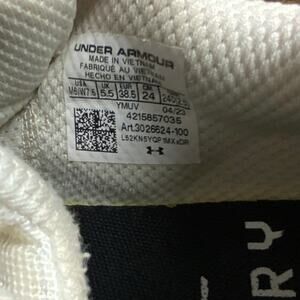 UNDER ARMOUR
MADE IN VIETNAM
FABRIQUÉ AU VIETNAM
HECHO EN VIETNAM
US UK EUR CM
M6/W7.5 5.5 38.5 24
YMUV 04/23
4215857035
Art.3026624-100
RY